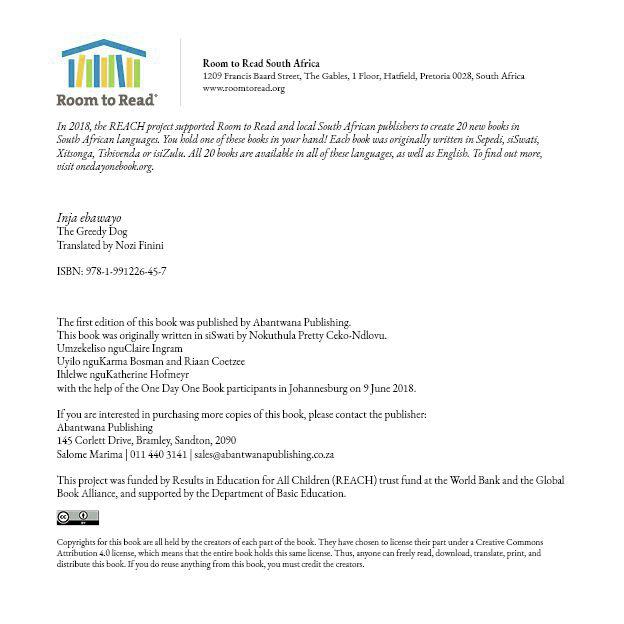 Room to Read®
Room to Read South Africa
1209 Francis Baard Street, The Gables, 1 Floor, Hatfield, Pretoria 0028, South Africa
www.roomtoread.org
In 2018, the REACH project supported Room to Read and local South African publishers to create 20 new books in
South African languages. You hold one of these books in your hand! Each book was originally written in Sepedi, siSwati,
Xitsonga, Tshivenda or isiZulu. All 20 books are available in all of these languages, as well as English. To find out more,
visit onedayonebook.org.
Inja ebawayo
The Greedy Dog
Translated by Nozi Finini
ISBN: 978-1-991226-45-7
The first edition of this book was published by Abantwana Publishing.
This book was originally written in siSwati by Nokuthula Pretty Ceko-Ndlovu.
Umzekeliso nguClaire Ingram
Uyilo nguKarma Bosman and Riaan Coetzee
Ihlelwe nguKatherine Hofmeyr
with the help of the One Day One Book participants in Johannesburg on 9 June 2018.
If you are interested in purchasing more copies of this book, please contact the publisher:
Abantwana Publishing
145 Corlett Drive, Bramley, Sandton, 2090
Salome Marima | 011 440 3141 | sales@abantwanapublishing.co.za
This project was funded by Results in Education for All Children (REACH) trust fund at the World Bank and the Global
Book Alliance, and supported by the Department of Basic Education.
cc
BY
Copyrights for this book are all held by the creators of each part of the book. They have chosen to license their part under a Creative Commons
Attribution 4.0 license, which means that the entire book holds this same license. Thus, anyone can freely read, download, translate, print, and
distribute this book. If you do reuse anything from this book, you must credit the creators.